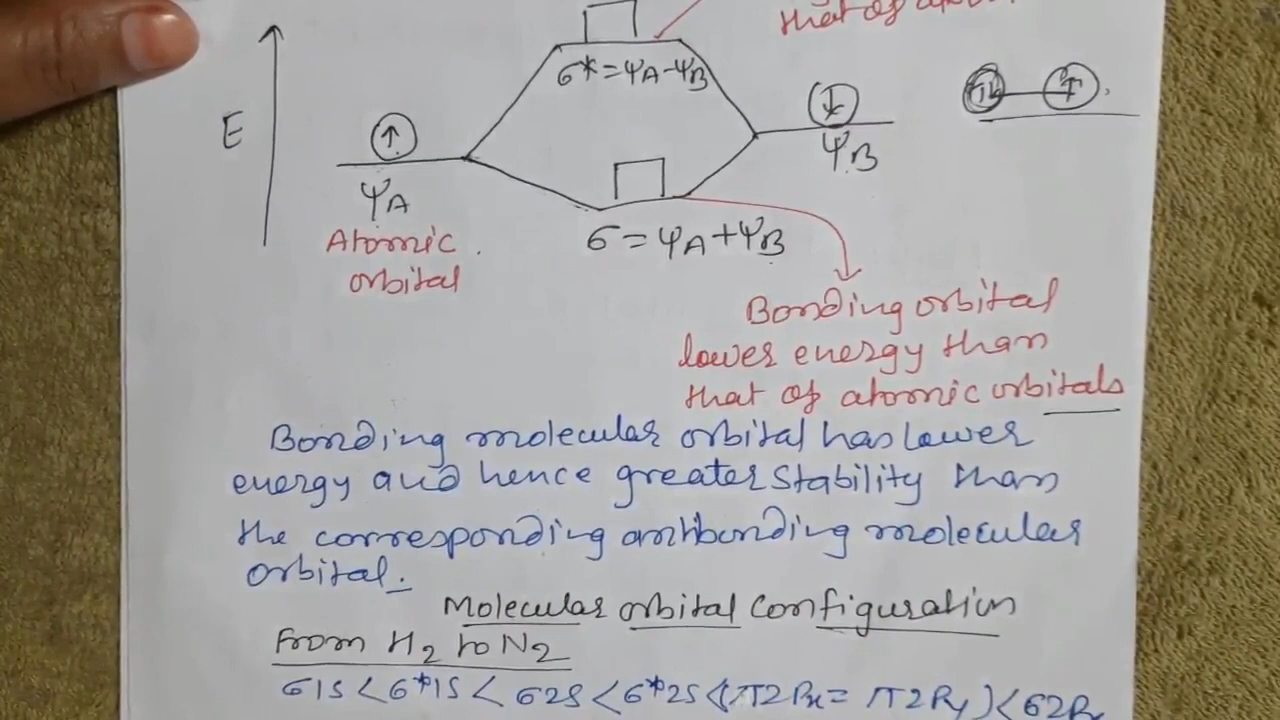 that of
σ* = ΨA-ΨB
E
ΨA
ΨB
Atomic
orbital
σ = ΨA+ΨB
Bonding orbital
lower energy than
that of atomic orbitals
Bonding molecular orbital has lower
energy and hence greater stability than
the corresponding antibonding molecular
orbital.
Molecular orbital configuration
From H2 to N2
σ1s < σ*1s < σ2s < σ*2s < (π2Px = π2Py) < σ2Pz